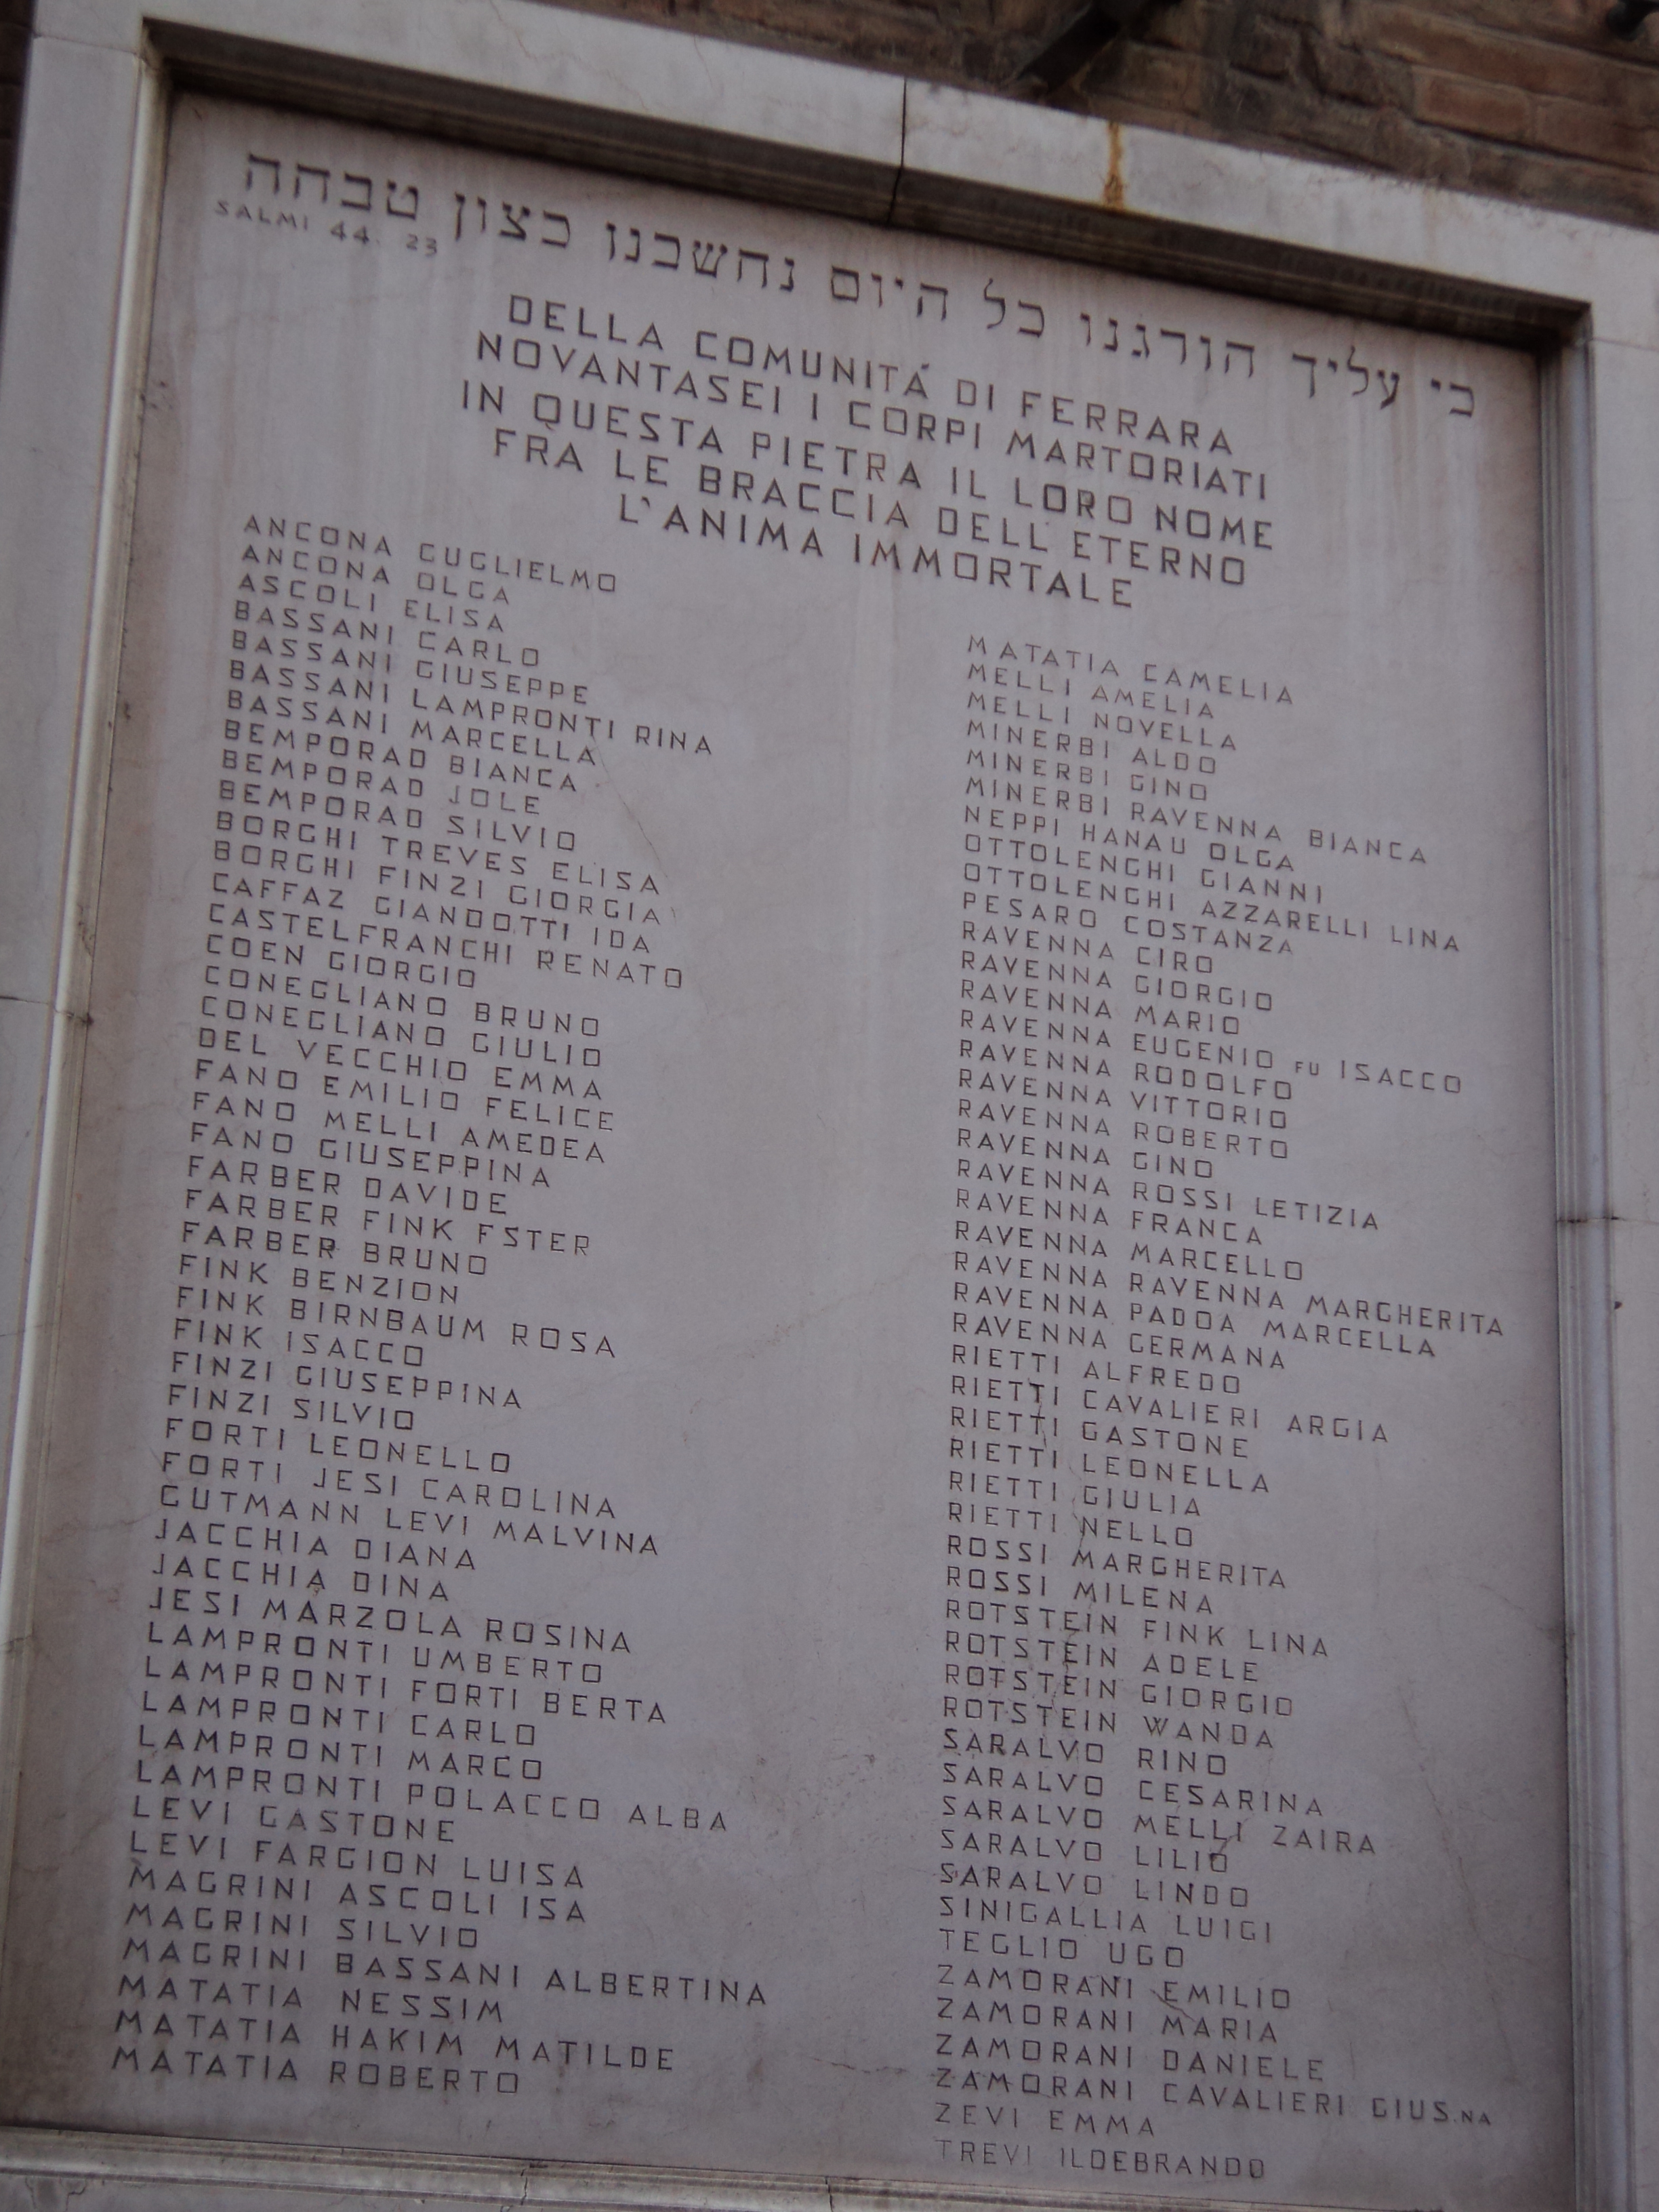 כי עליך הורגנו כל היום נחשבנו כצון טבחה
SALMI 44. 23
DELLA COMUNITÁ DI FERRARA
NOVANTASEI I CORPI MARTORIATI
IN QUESTA PIETRA IL LORO NOME
FRA LE BRACCIA DELL'ETERNO
L'ANIMA IMMORTALE
ANCONA GUGLIELMO
ANCONA OLGA
ASCOLI ELISA
BASSANI CARLO
BASSANI GIUSEPPE
BASSANI LAMPRONTI RINA
BASSANI MARCELLA
BEMPORAD BIANCA
BEMPORAD JOLE
BEMPORAD SILVIO
BORGHI TREVES ELISA
BORGHI FINZI GIORGIA
CAFFAZ GIANDOTTI IDA
CASTELFRANCHI RENATO
COEN GIORGIO
CONEGLIANO BRUNO
CONEGLIANO GIULIO
DEL VECCHIO EMMA
FANO EMILIO FELICE
FANO MELLI AMEDEA
FANO GIUSEPPINA
FARBER DAVIDE
FARBER FINK ESTER
FARBER BRUNO
FINK BENZION
FINK BIRNBAUM ROSA
FINK ISACCO
FINZI GIUSEPPINA
FINZI SILVIO
FORTI LEONELLO
FORTI JESI CAROLINA
GUTMANN LEVI MALVINA
JACCHIA DIANA
JACCHIA DINA
JESI MARZOLA ROSINA
LAMPRONTI UMBERTO
LAMPRONTI FORTI BERTA
LAMPRONTI CARLO
LAMPRONTI MARCO
LAMPRONTI POLACCO ALBA
LEVI GASTONE
LEVI FARGION LUISA
MAGRINI ASCOLI ISA
MAGRINI SILVIO
MAGRINI BASSANI ALBERTINA
MATATIA NESSIM
MATATIA HAKIM MATILDE
MATATIA ROBERTO
MATATIA CAMELIA
MELLI AMELIA
MELLI NOVELLA
MINERBI ALDO
MINERBI GINO
MINERBI RAVENNA BIANCA
NEPPI HANAU OLGA
OTTOLENGHI GIANNI
OTTOLENGHI AZZARELLI LINA
PESARO COSTANZA
RAVENNA CIRO
RAVENNA GIORGIO
RAVENNA MARIO
RAVENNA EUGENIO FU ISACCO
RAVENNA RODOLFO
RAVENNA VITTORIO
RAVENNA ROBERTO
RAVENNA GINO
RAVENNA ROSSI LETIZIA
RAVENNA FRANCA
RAVENNA MARCELLO
RAVENNA RAVENNA MARGHERITA
RAVENNA PADOA MARCELLA
RAVENNA GERMANA
RIETTI ALFREDO
RIETTI CAVALIERI ARGIA
RIETTI GASTONE
RIETTI LEONELLA
RIETTI GIULIA
RIETTI NELLO
ROSSI MARGHERITA
ROSSI MILENA
ROTSTEIN FINK LINA
ROTSTEIN ADELE
ROTSTEIN GIORGIO
ROTSTEIN WANDA
SARALVO RINO
SARALVO CESARINA
SARALVO MELLI ZAIRA
SARALVO LILIO
SARALVO LINDO
SINIGALLIA LUIGI
TEGLIO UGO
ZAMORANI EMILIO
ZAMORANI MARIA
ZAMORANI DANIELE
ZAMORANI CAVALIERI GIUS.NA
ZEVI EMMA
TREVI ILDEBRANDO